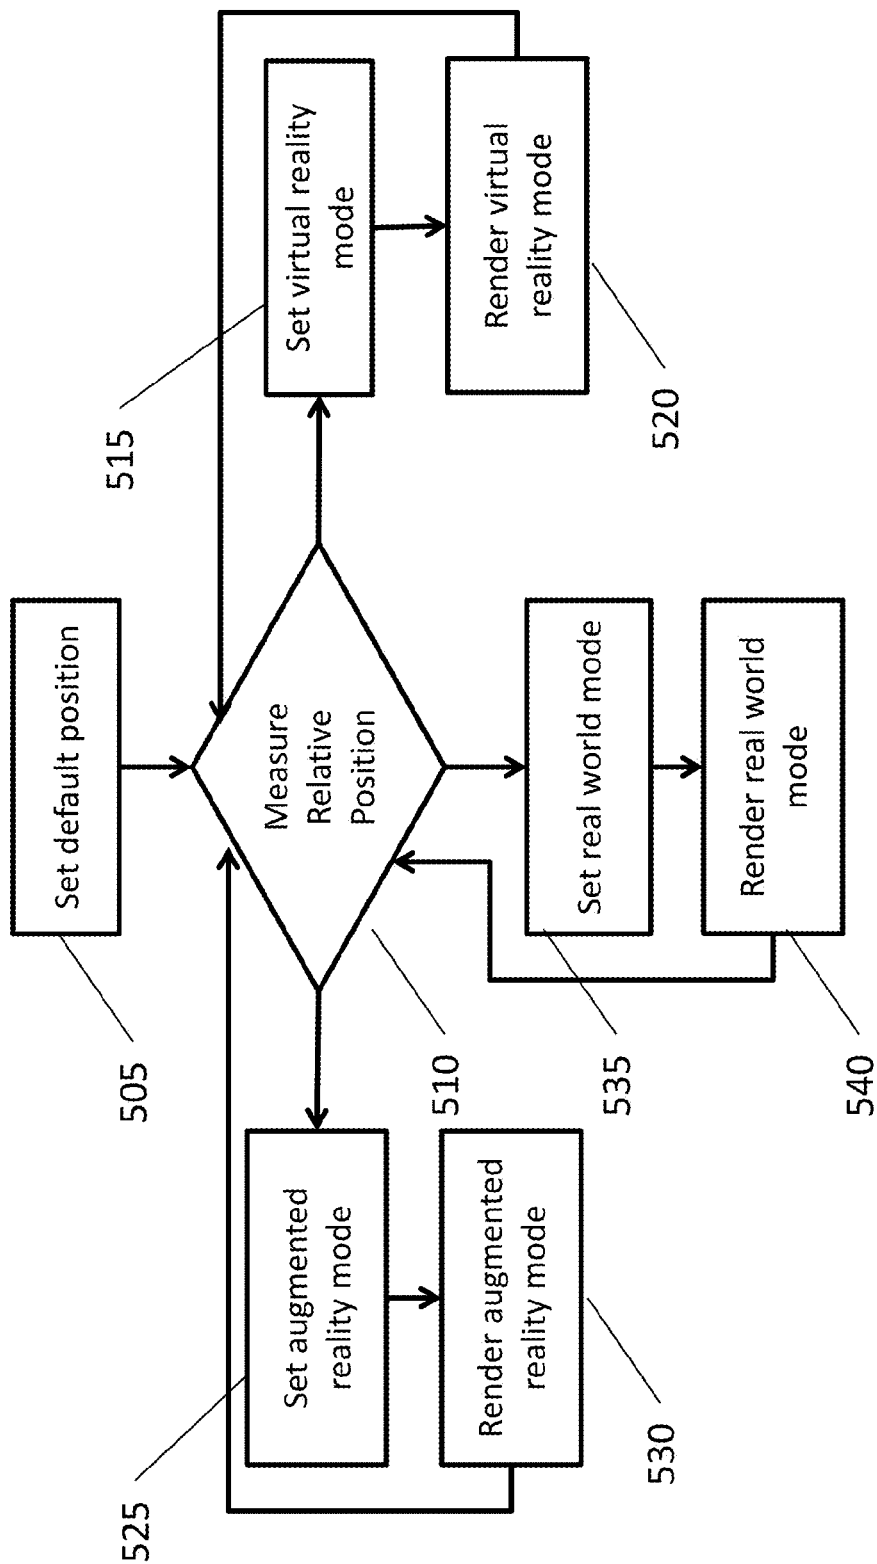 505
Set default position
510
Measure
Relative
Position
525
Set augmented
reality mode
530
Render augmented
reality mode
535
Set real world mode
540
Render real world
mode
515
Set virtual reality
mode
520
Render virtual
reality mode